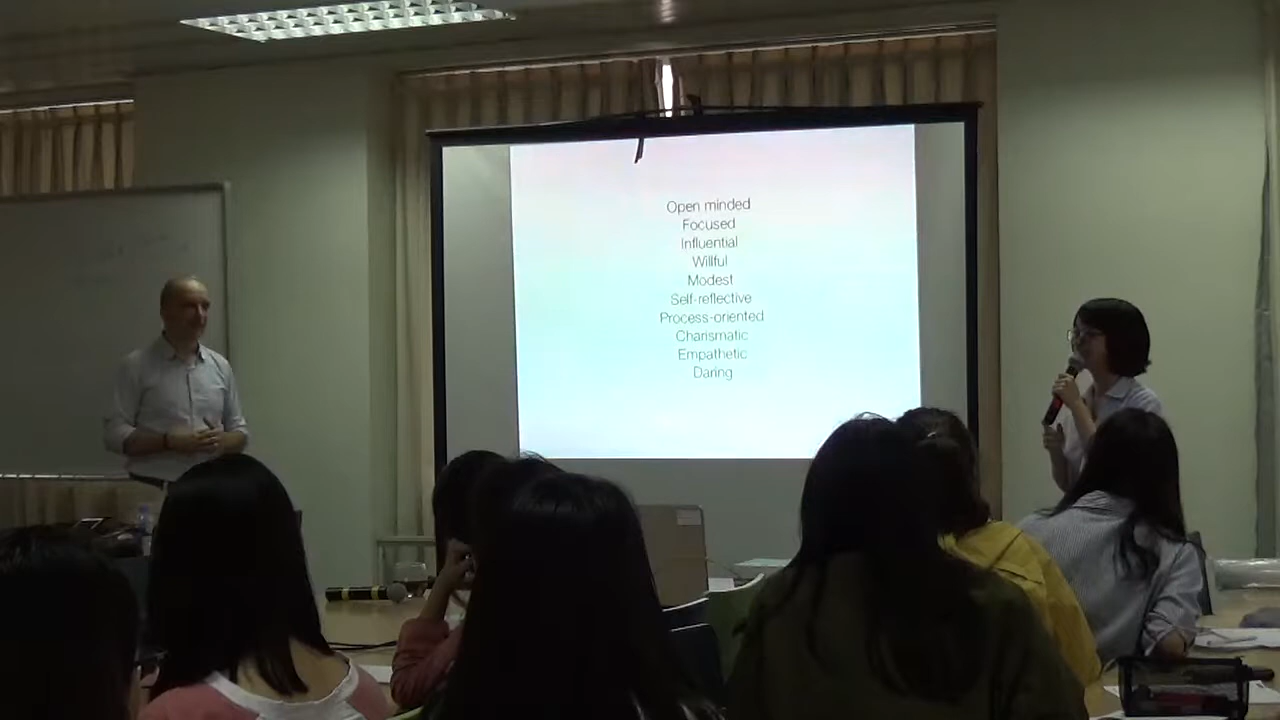 Open minded
Focused
Influential
Willful
Modest
Self-reflective
Process-oriented
Charismatic
Empathetic
Daring